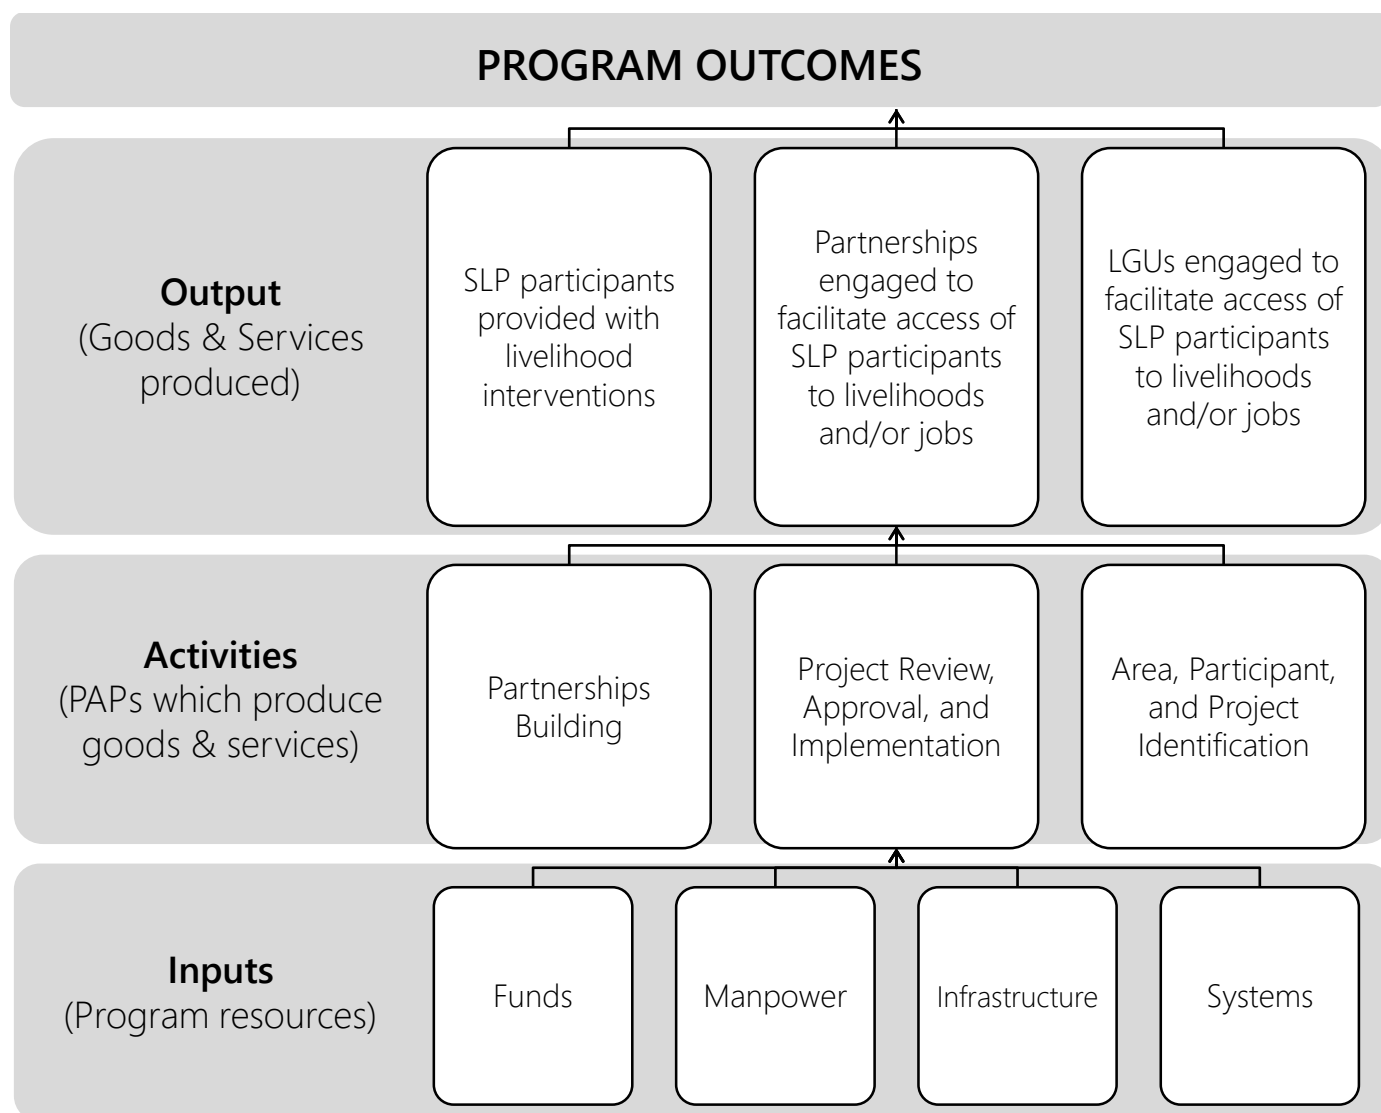 PROGRAM OUTCOMES
Output
(Goods & Services
produced)
SLP participants
provided with
livelihood
interventions
Partnerships
engaged to
facilitate access of
SLP participants
to livelihoods
and/or jobs
LGUs engaged to
facilitate access of
SLP participants
to livelihoods
and/or jobs
Activities
(PAPs which produce
goods & services)
Partnerships
Building
Project Review,
Approval, and
Implementation
Area, Participant,
and Project
Identification
Inputs
(Program resources)
Funds
Manpower
Infrastructure
Systems